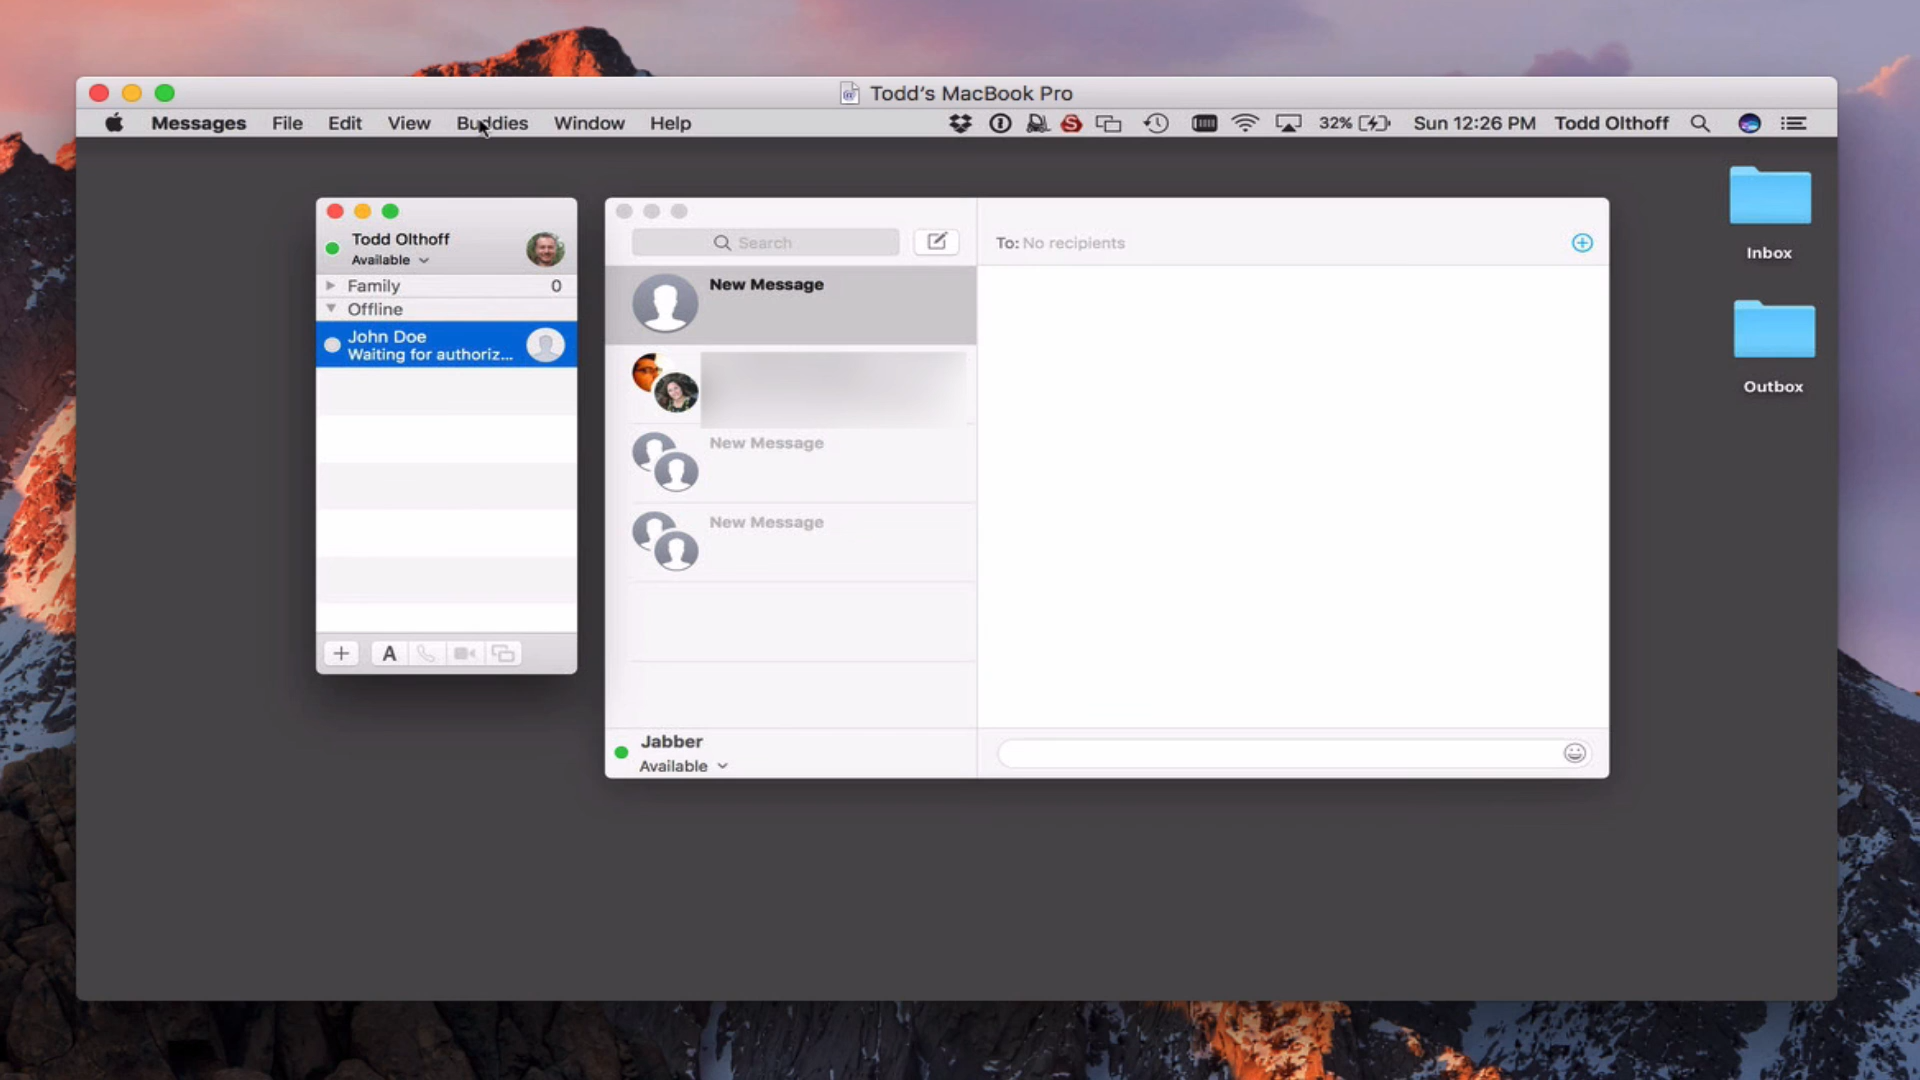 Todd's MacBook Pro
Messages File Edit View Buddies Window Help 32% Sun 12:26 PM Todd Olthoff
Todd Olthoff
Available
Family 0
Offline
John Doe
Waiting for authoriz...
A
Search
To: No recipients
New Message
New Message
New Message
Jabber
Available
Inbox
Outbox